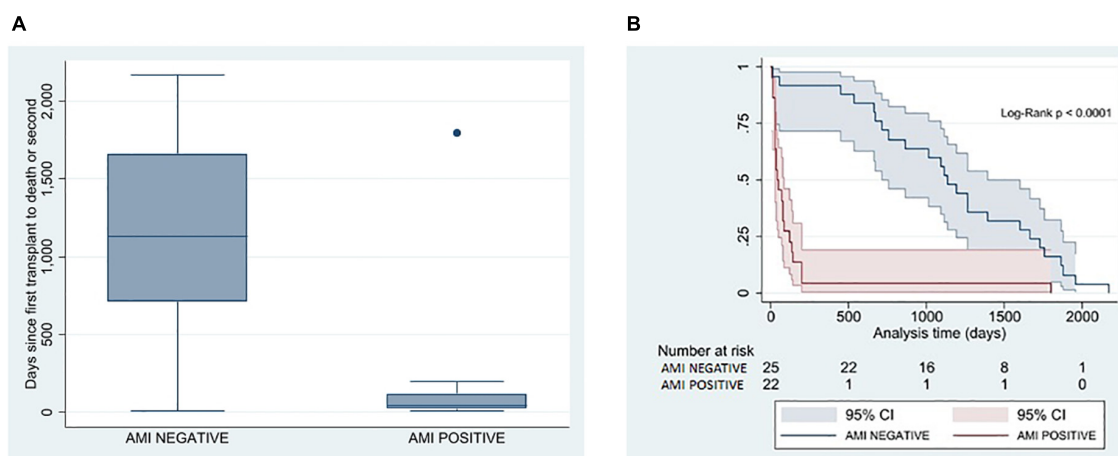 A
Days since first transplant to death or second
2,000
1,500
1,000
500
0
AMI NEGATIVE AMI POSITIVE
B
1
.75
.5
.25
0
Log-Rank p < 0.0001
0 500 1000 1500 2000
Analysis time (days)
Number at risk
AMI NEGATIVE 25 22 16 8 1
AMI POSITIVE 22 1 1 1 0
95% CI 95% CI
AMI NEGATIVE AMI POSITIVE